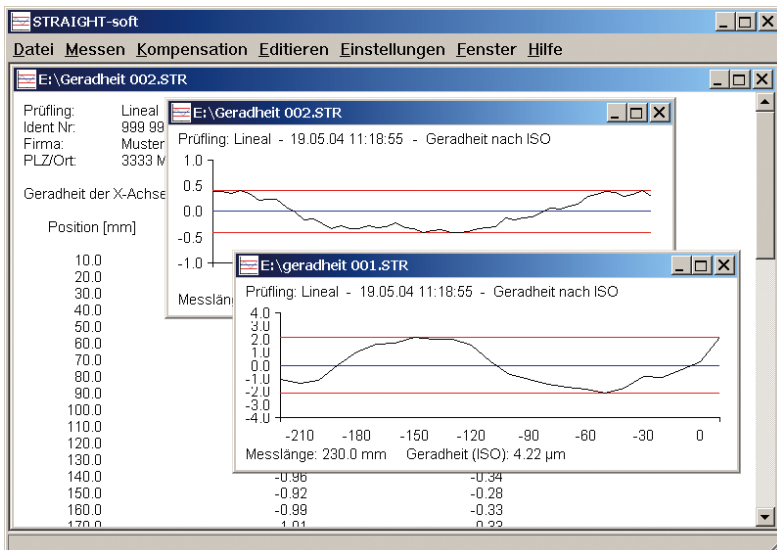 STRAIGHT-soft
Datei Messen Kompensation Editieren Einstellungen Fenster Hilfe
E:\Geradheit 002.STR
Prüfling: Lineal
Ident Nr: 999 99
Firma: Muster
PLZ/Ort: 3333 M
Geradheit der X-Achse
Position [mm]
10.0
20.0
30.0
40.0
50.0
60.0
70.0
80.0
90.0
100.0
110.0
120.0
130.0
140.0 -0.96 -0.34
150.0 -0.92 -0.28
160.0 -0.99 -0.33
170.0 -1.01 -0.33
E:\Geradheit 002.STR
Prüfling: Lineal - 19.05.04 11:18:55 - Geradheit nach ISO
1.0
0.5
0.0
-0.5
-1.0
Messlän
E:\geradheit 001.STR
Prüfling: Lineal - 19.05.04 11:18:55 - Geradheit nach ISO
4.0
3.0
2.0
1.0
0.0
-1.0
-2.0
-3.0
-4.0
-210 -180 -150 -120 -90 -60 -30 0
Messlänge: 230.0 mm Geradheit (ISO): 4.22 µm